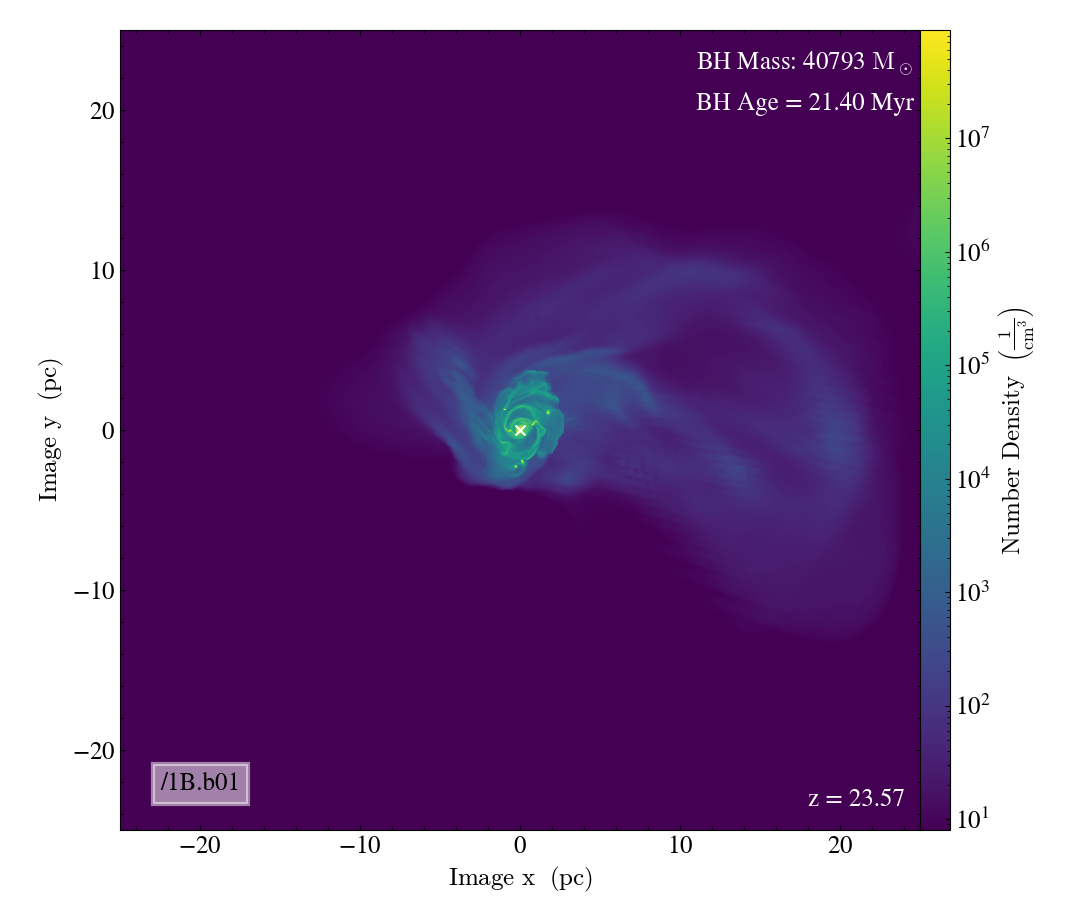 BH Mass: 40793 M⊙
BH Age = 21.40 Myr
20
10
0
−10
−20
Image y (pc)
/1B.b01
z = 23.57
−20 −10 0 10 20
Image x (pc)
10⁷
10⁶
10⁵
10⁴
10³
10²
10¹
Number Density (1/cm³)